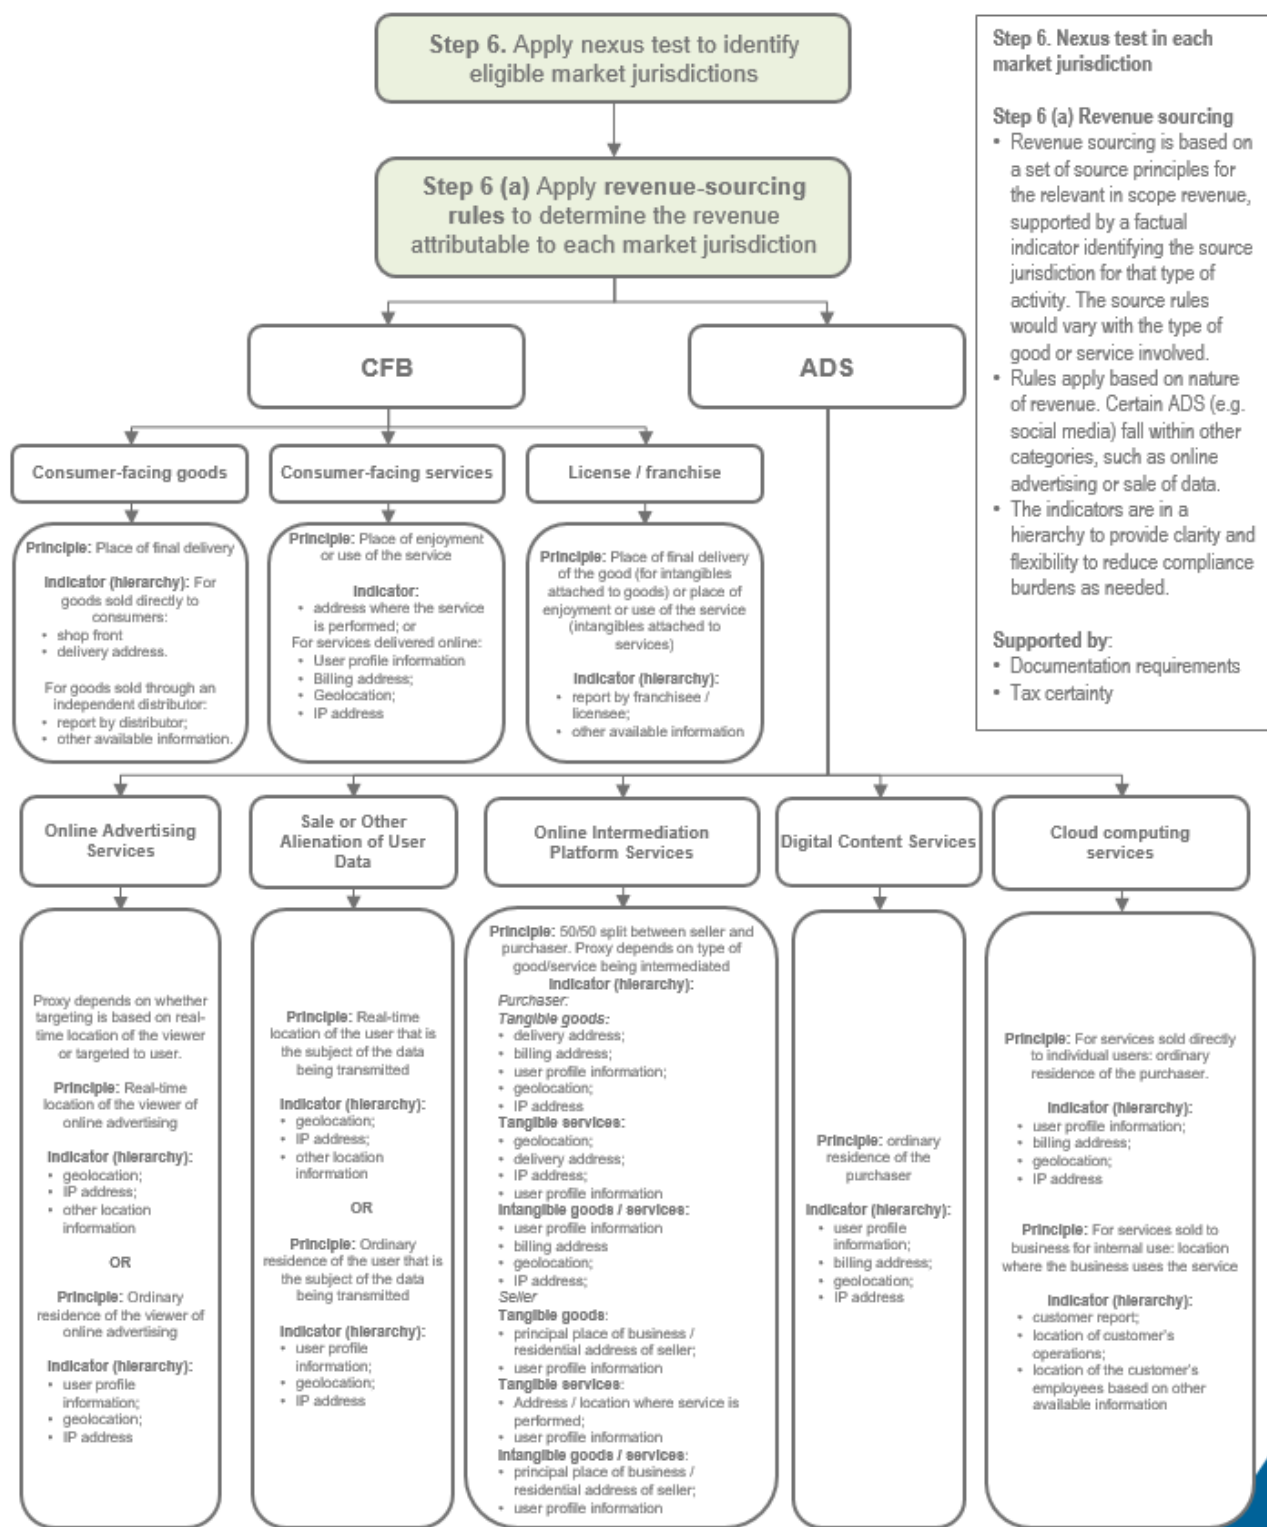 Step 6. Apply nexus test to identify
eligible market jurisdictions
Step 6 (a) Apply revenue-sourcing
rules to determine the revenue
attributable to each market jurisdiction
Step 6. Nexus test in each
market jurisdiction
Step 6 (a) Revenue sourcing
• Revenue sourcing is based on
a set of source principles for
the relevant in scope revenue,
supported by a factual
indicator identifying the source
jurisdiction for that type of
activity. The source rules
would vary with the type of
good or service involved.
• Rules apply based on nature
of revenue. Certain ADS (e.g.
social media) fall within other
categories, such as online
advertising or sale of data.
• The indicators are in a
hierarchy to provide clarity and
flexibility to reduce compliance
burdens as needed.
Supported by:
• Documentation requirements
• Tax certainty
CFB
ADS
Consumer-facing goods
Consumer-facing services
License / franchise
Principle: Place of final delivery
Indicator (hierarchy): For
goods sold directly to
consumers:
• shop front
• delivery address.
For goods sold through an
independent distributor:
• report by distributor;
• other available information.
Principle: Place of enjoyment
or use of the service
Indicator:
• address where the service
is performed; or
For services delivered online:
• User profile information
• Billing address;
• Geolocation;
• IP address
Principle: Place of final delivery
of the good (for intangibles
attached to goods) or place of
enjoyment or use of the service
(intangibles attached to
services)
Indicator (hierarchy):
• report by franchisee /
licensee;
• other available information
Online Advertising
Services
Sale or Other
Alienation of User
Data
Online Intermediation
Platform Services
Digital Content Services
Cloud computing
services
Proxy depends on whether
targeting is based on real-
time location of the viewer
or targeted to user.
Principle: Real-time
location of the viewer of
online advertising
Indicator (hierarchy):
• geolocation;
• IP address;
• other location
information
OR
Principle: Ordinary
residence of the viewer of
online advertising
Indicator (hierarchy):
• user profile
information;
• geolocation;
• IP address
Principle: Real-time
location of the user that is
the subject of the data
being transmitted
Indicator (hierarchy):
• geolocation;
• IP address;
• other location
information
OR
Principle: Ordinary
residence of the user that is
the subject of the data
being transmitted
Indicator (hierarchy):
• user profile
information;
• geolocation;
• IP address
Principle: 50/50 split between seller and
purchaser. Proxy depends on type of
good/service being intermediated
Indicator (hierarchy):
Purchaser:
Tangible goods:
• delivery address;
• billing address;
• user profile information;
• geolocation;
• IP address
Tangible services:
• geolocation;
• delivery address;
• IP address;
• user profile information
Intangible goods / services:
• user profile information
• billing address
• geolocation;
• IP address;
Seller
Tangible goods:
• principal place of business /
residential address of seller;
• user profile information
Tangible services:
• Address / location where service is
performed;
• user profile information
Intangible goods / services:
• principal place of business /
residential address of seller;
• user profile information
Principle: ordinary
residence of the
purchaser
Indicator (hierarchy):
• user profile
information;
• billing address;
• geolocation;
• IP address
Principle: For services sold directly
to individual users: ordinary
residence of the purchaser.
Indicator (hierarchy):
• user profile information;
• billing address;
• geolocation;
• IP address
Principle: For services sold to
business for internal use: location
where the business uses the service
Indicator (hierarchy):
• customer report;
• location of customer's
operations;
• location of the customer's
employees based on other
available information